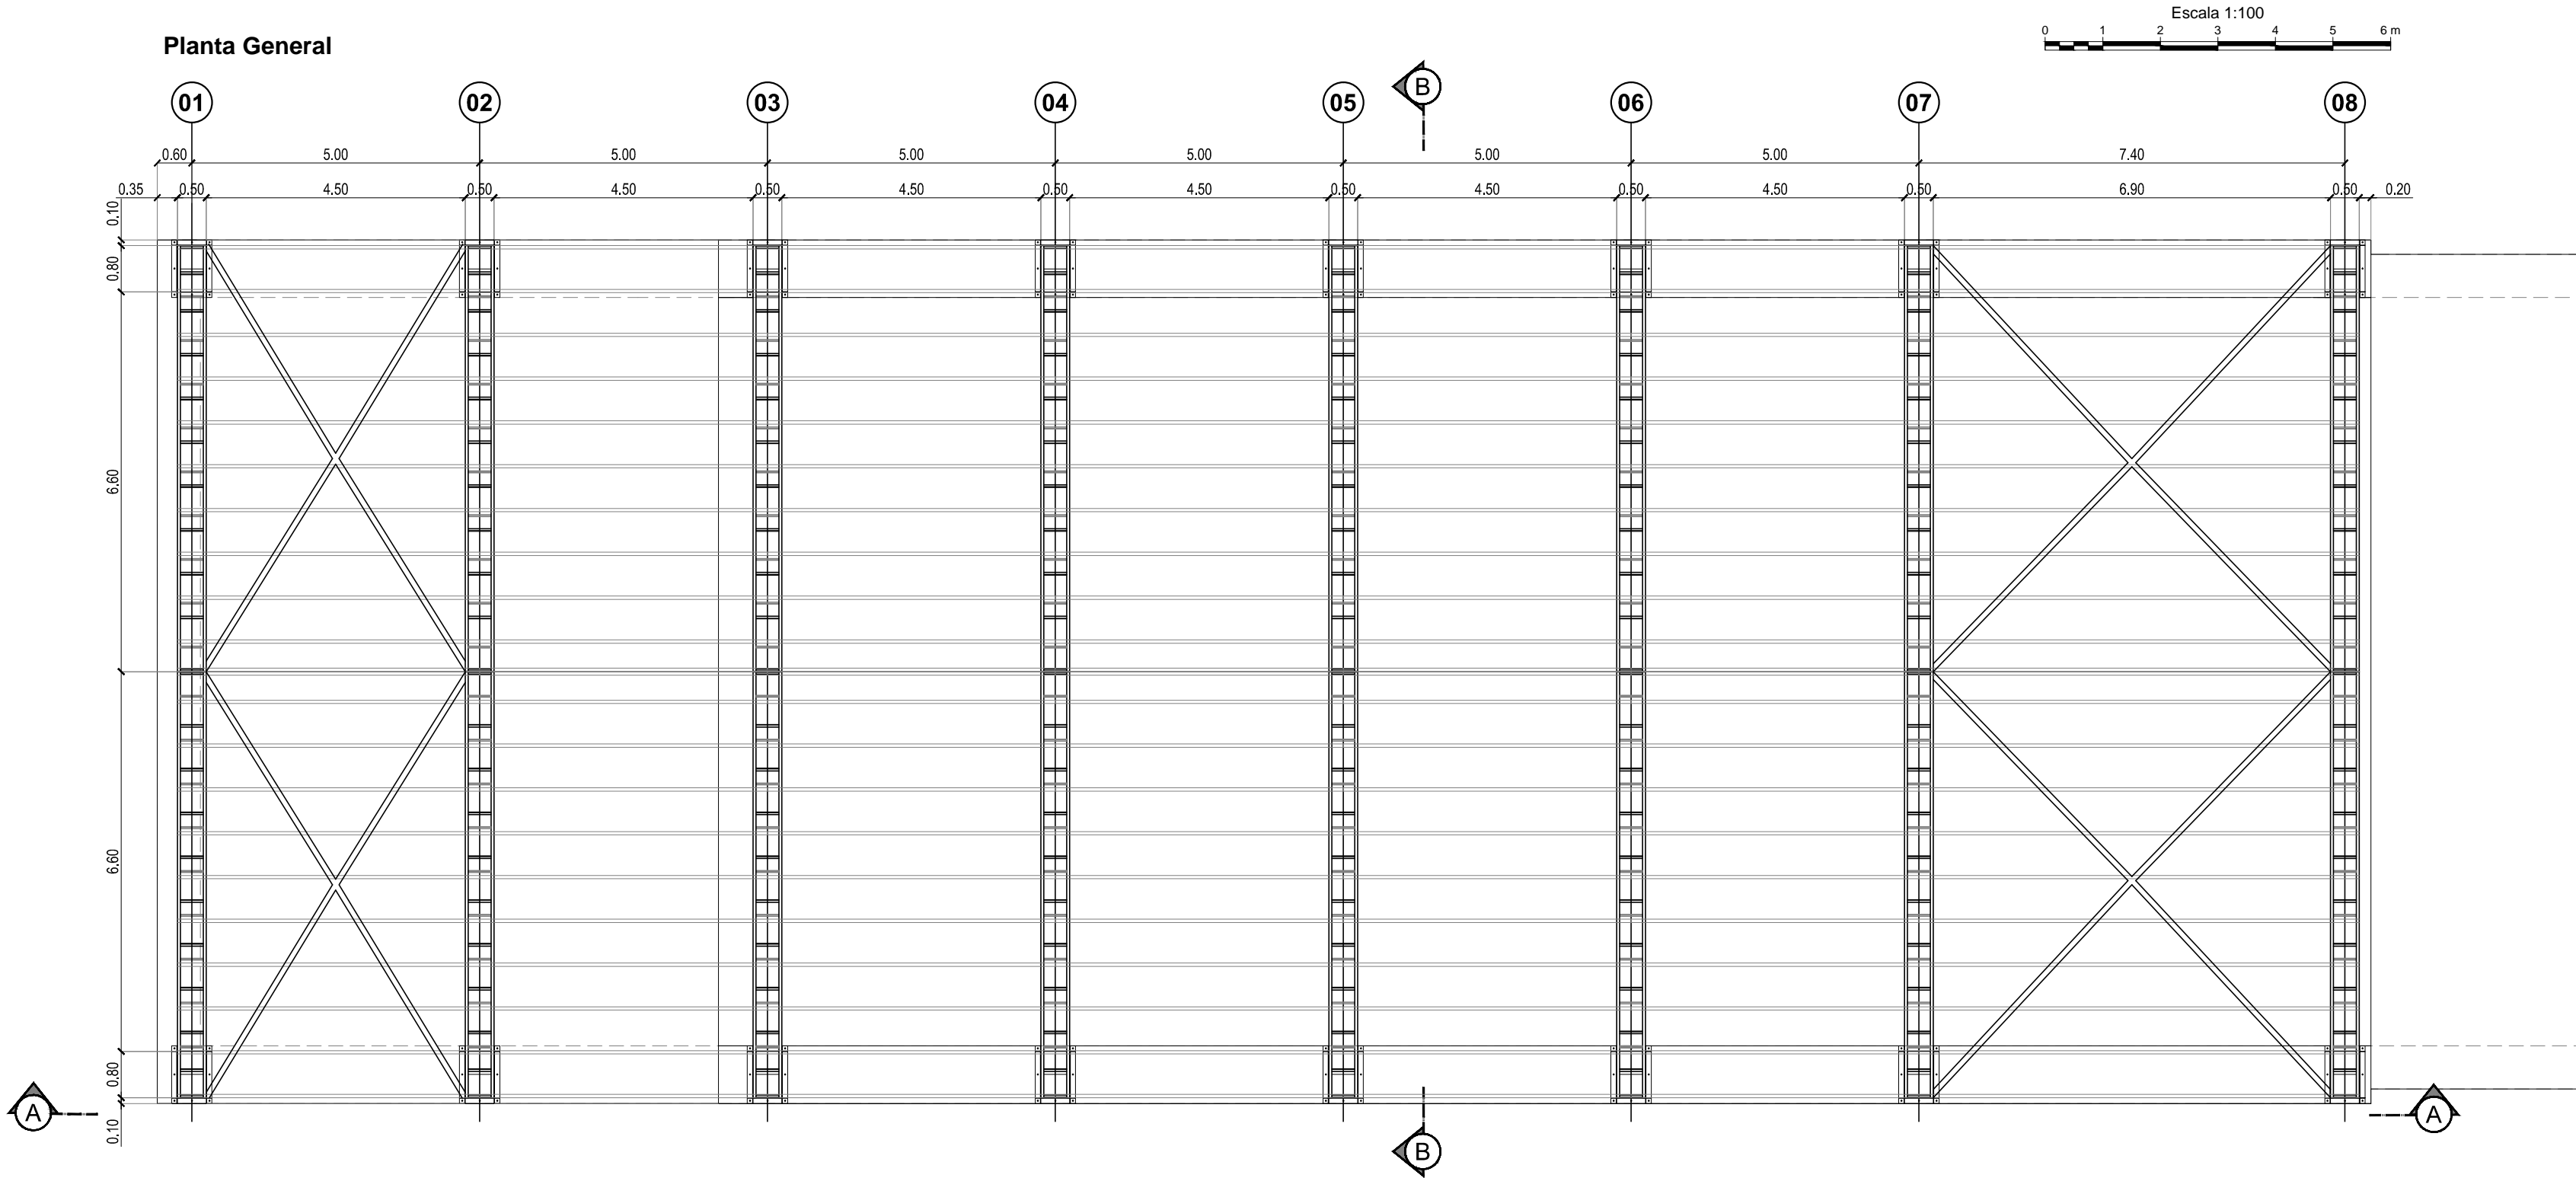 Escala 1:100
0 1 2 3 4 5 6 m
Planta General
B
01 02 03 04 05 06 07 08
0.60 5.00 5.00 5.00 5.00 5.00 5.00 7.40
0.35 0.50 4.50 0.50 4.50 0.50 4.50 0.50 4.50 0.50 4.50 0.50 4.50 0.50 6.90 0.50 0.20
0.10
0.80
6.60
6.60
0.80
0.10
A A
B